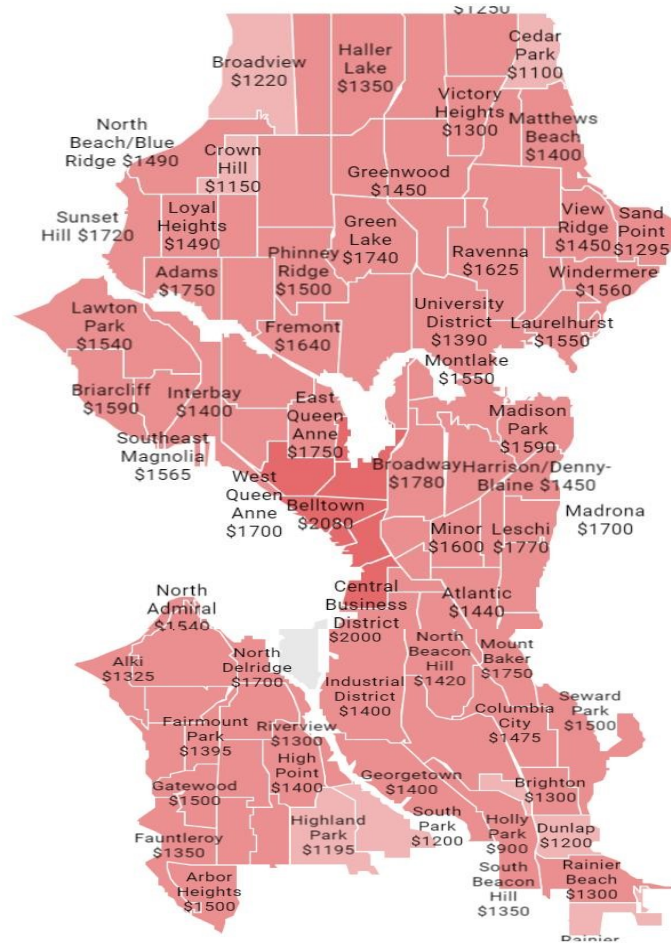 $1250
Cedar
Park
$1100
Broadview
$1220
Haller
Lake
$1350
Victory
Heights
$1300
Matthews
Beach
$1400
North
Beach/Blue
Ridge $1490
Crown
Hill
$1150
Greenwood
$1450
Sunset
Hill $1720
Loyal
Heights
$1490
Green
Lake
$1740
View
Ridge
$1450
Sand
Point
$1295
Adams
$1750
Phinney
Ridge
$1500
Ravenna
$1625
Windermere
$1560
Lawton
Park
$1540
Fremont
$1640
University
District
$1390
Laurelhurst
$1550
Montlake
$1550
Briarcliff
$1590
Interbay
$1400
East
Queen
Anne
$1750
Madison
Park
$1590
Southeast
Magnolia
$1565
West
Queen
Anne
$1700
Belltown
$2080
Broadway
$1780
Harrison/Denny-
Blaine $1450
Madrona
$1700
Minor
$1600
Leschi
$1770
North
Admiral
$1540
Central
Business
District
$2000
Atlantic
$1440
Alki
$1325
North
Delridge
$1700
Industrial
District
$1400
North
Beacon
Hill
$1420
Mount
Baker
$1750
Seward
Park
$1500
Fairmount
Park
$1395
Riverview
$1300
Columbia
City
$1475
High
Point
$1400
Georgetown
$1400
Brighton
$1300
Gatewood
$1500
Highland
Park
$1195
South
Park
$1200
Holly
Park
$900
Dunlap
$1200
Fauntleroy
$1350
Arbor
Heights
$1500
South
Beacon
Hill
$1350
Rainier
Beach
$1300
Rainier